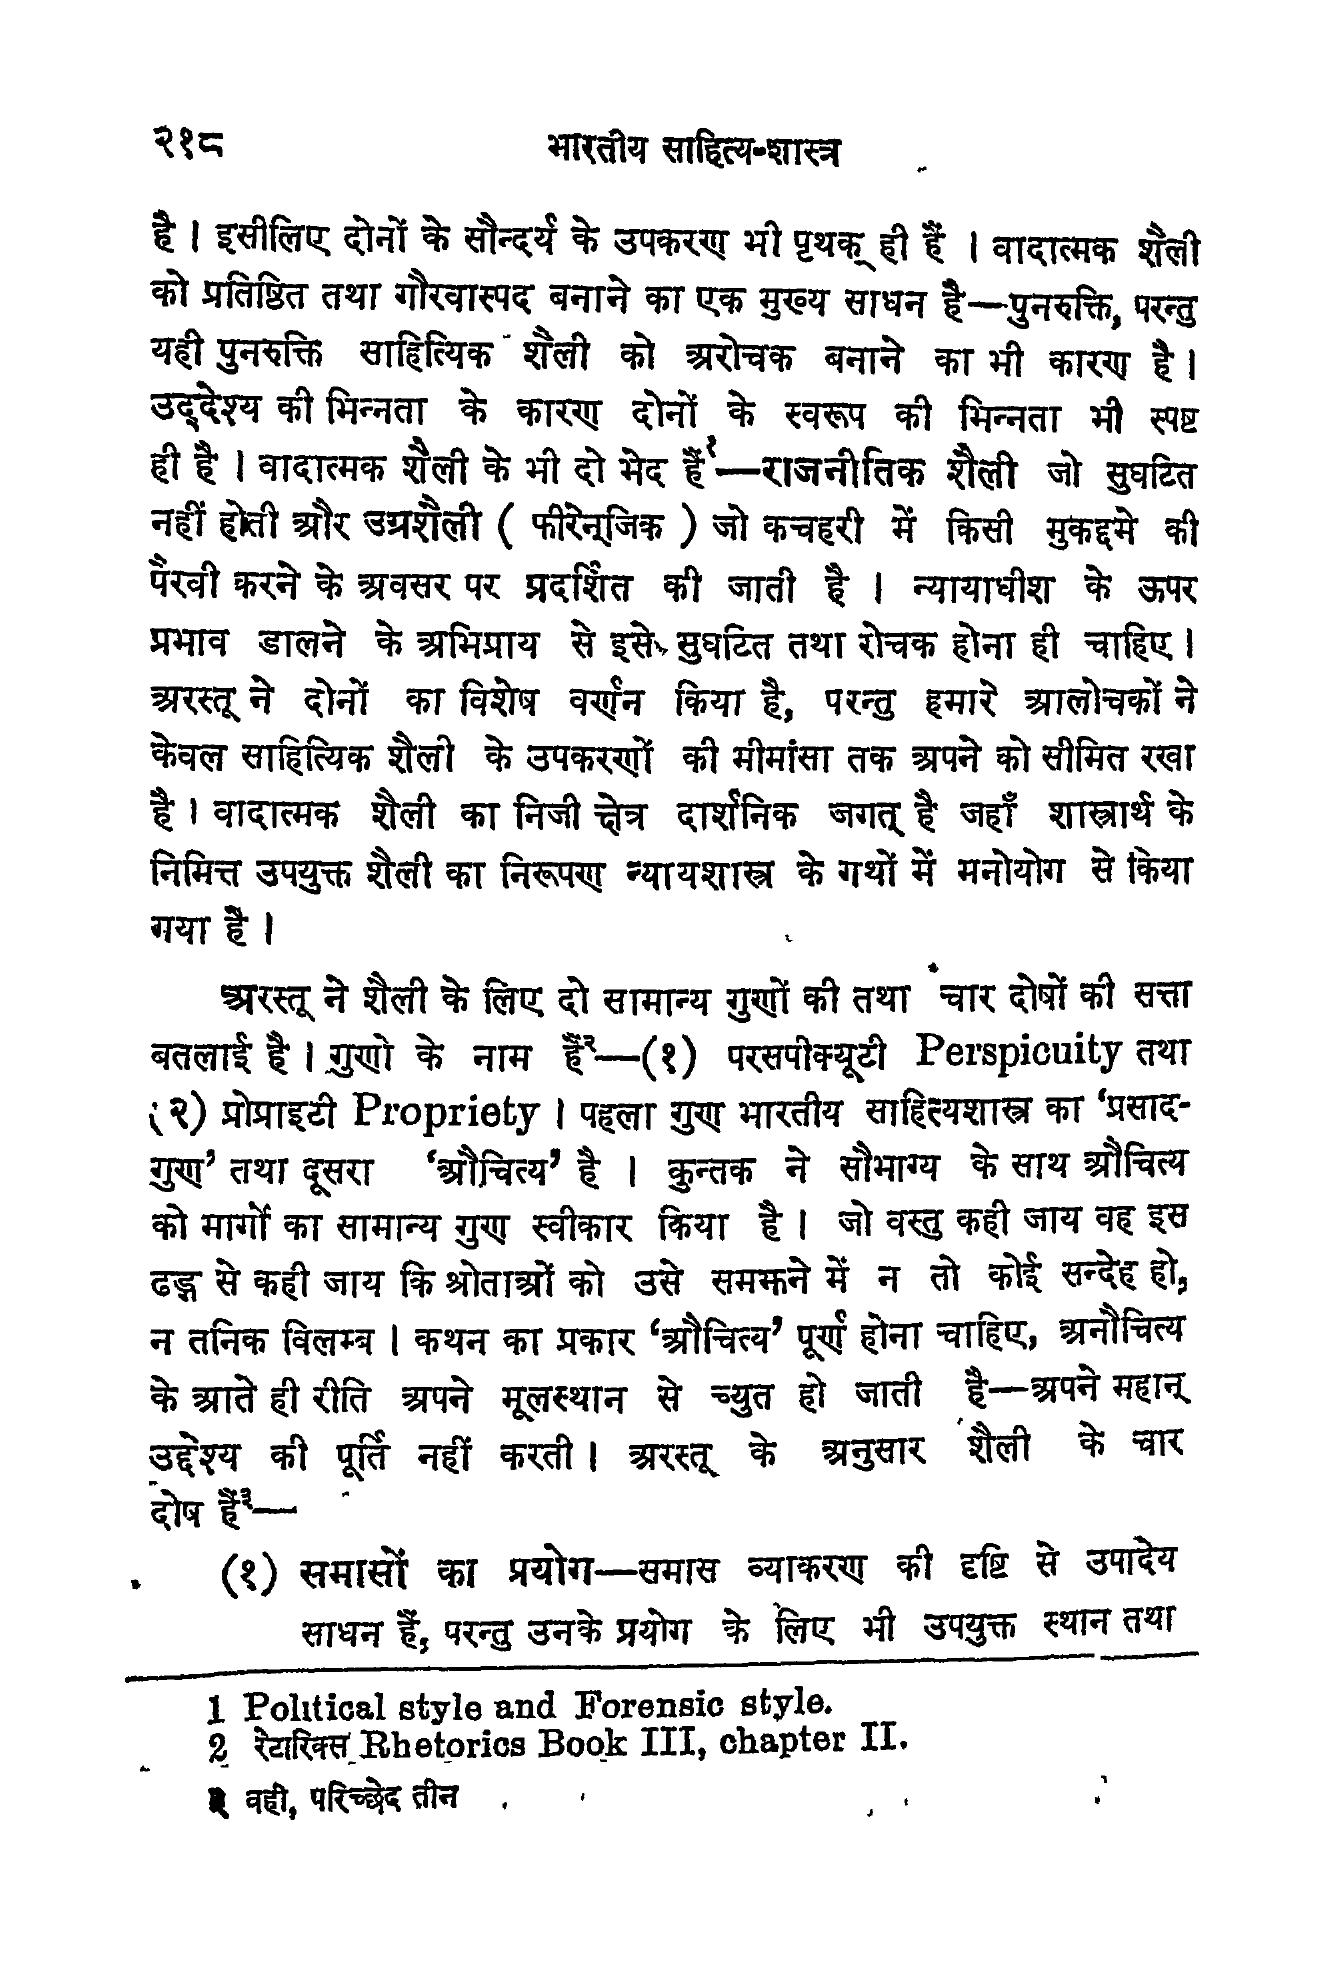 २१८ भारतीय साहित्य-शास्त्र
है । इसीलिए दोनों के सौन्दर्य के उपकरण भी पृथक् ही हैं । वादात्मक शैली
को प्रतिष्ठित तथा गौरवास्पद बनाने का एक मुख्य साधन है—पुनरुक्ति, परन्तु
यही पुनरुक्ति साहित्यिक शैली को अरोचक बनाने का भी कारण है ।
उद्देश्य की भिन्नता के कारण दोनों के स्वरूप की भिन्नता भी स्पष्ट
ही है । वादात्मक शैली के भी दो भेद हैं१—राजनीतिक शैली जो सुघटित
नहीं होती और उग्रशैली ( फीरेन्जिक ) जो कचहरी में किसी मुकद्दमे की
पैरवी करने के अवसर पर प्रदर्शित की जाती है । न्यायाधीश के ऊपर
प्रभाव डालने के अभिप्राय से इसे सुघटित तथा रोचक होना ही चाहिए ।
अरस्तू ने दोनों का विशेष वर्णन किया है, परन्तु हमारे आलोचकों ने
केवल साहित्यिक शैली के उपकरणों की मीमांसा तक अपने को सीमित रखा
है । वादात्मक शैली का निजी क्षेत्र दार्शनिक जगत् है जहाँ शास्त्रार्थ के
निमित्त उपयुक्त शैली का निरूपण न्यायशास्त्र के गथों में मनोयोग से किया
गया है ।
अरस्तू ने शैली के लिए दो सामान्य गुणों की तथा चार दोषों की सत्ता
बतलाई है । गुणो के नाम हैं२—(१) परसपीक्यूटी Perspicuity तथा
(२) प्रोप्राइटी Propriety । पहला गुण भारतीय साहित्यशास्त्र का ‘प्रसाद-
गुण’ तथा दूसरा ‘औचित्य’ है । कुन्तक ने सौभाग्य के साथ औचित्य
को मार्गों का सामान्य गुण स्वीकार किया है । जो वस्तु कही जाय वह इस
ढङ्ग से कही जाय कि श्रोताओं को उसे समझने में न तो कोई सन्देह हो,
न तनिक विलम्ब । कथन का प्रकार ‘औचित्य’ पूर्ण होना चाहिए, अनौचित्य
के आते ही रीति अपने मूलस्थान से च्युत हो जाती है—अपने महान्
उद्देश्य की पूर्ति नहीं करती । अरस्तू के अनुसार शैली के चार
दोष हैं३—
(१) समासों का प्रयोग—समास व्याकरण की दृष्टि से उपादेय
साधन हैं, परन्तु उनके प्रयोग के लिए भी उपयुक्त स्थान तथा
1 Political style and Forensic style.
2 रेटारिक्स Rhetorics Book III, chapter II.
३ वही, परिच्छेद तीन